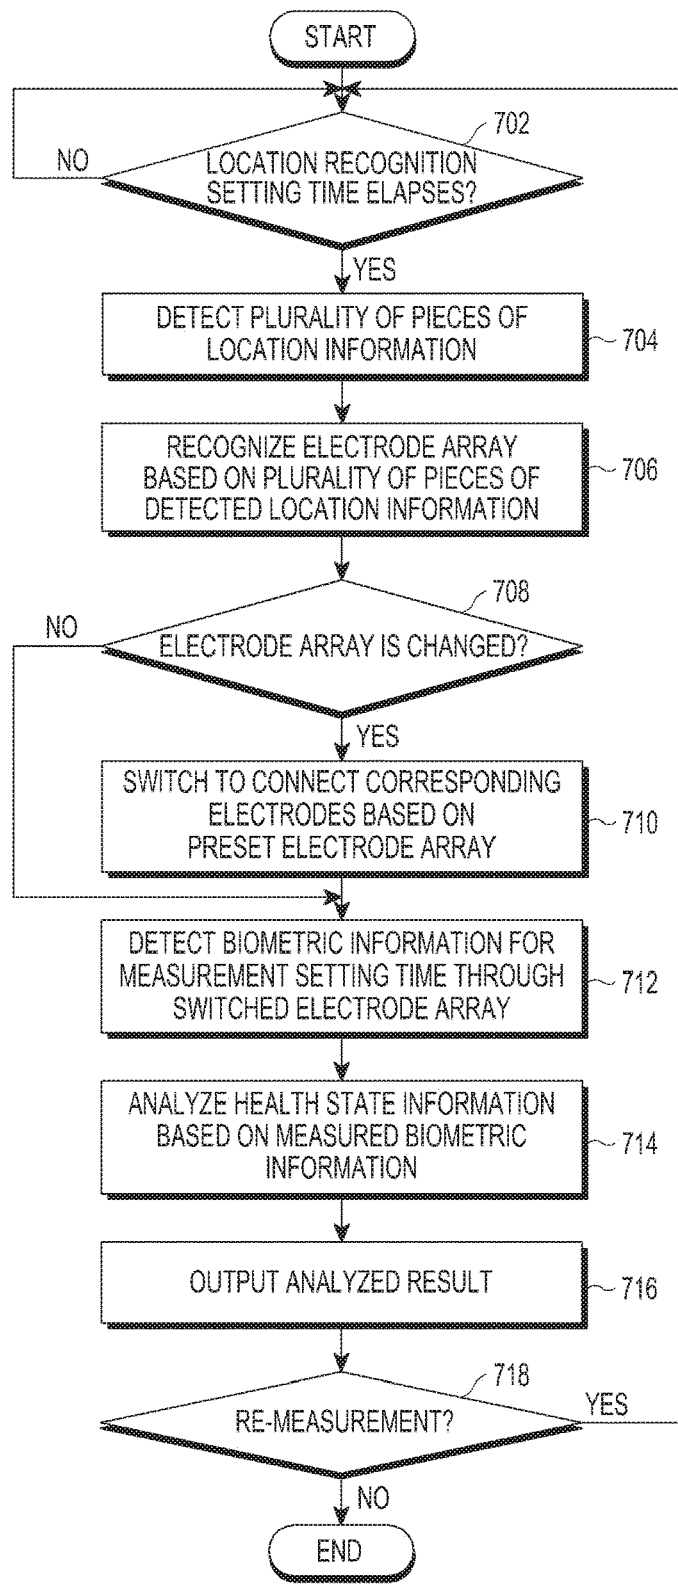 START
702
NO
LOCATION RECOGNITION
SETTING TIME ELAPSES?
YES
DETECT PLURALITY OF PIECES OF
LOCATION INFORMATION
704
RECOGNIZE ELECTRODE ARRAY
BASED ON PLURALITY OF PIECES OF
DETECTED LOCATION INFORMATION
706
708
NO
ELECTRODE ARRAY IS CHANGED?
YES
SWITCH TO CONNECT CORRESPONDING
ELECTRODES BASED ON
PRESET ELECTRODE ARRAY
710
DETECT BIOMETRIC INFORMATION FOR
MEASUREMENT SETTING TIME THROUGH
SWITCHED ELECTRODE ARRAY
712
ANALYZE HEALTH STATE INFORMATION
BASED ON MEASURED BIOMETRIC
INFORMATION
714
OUTPUT ANALYZED RESULT
716
718
RE-MEASUREMENT?
YES
NO
END